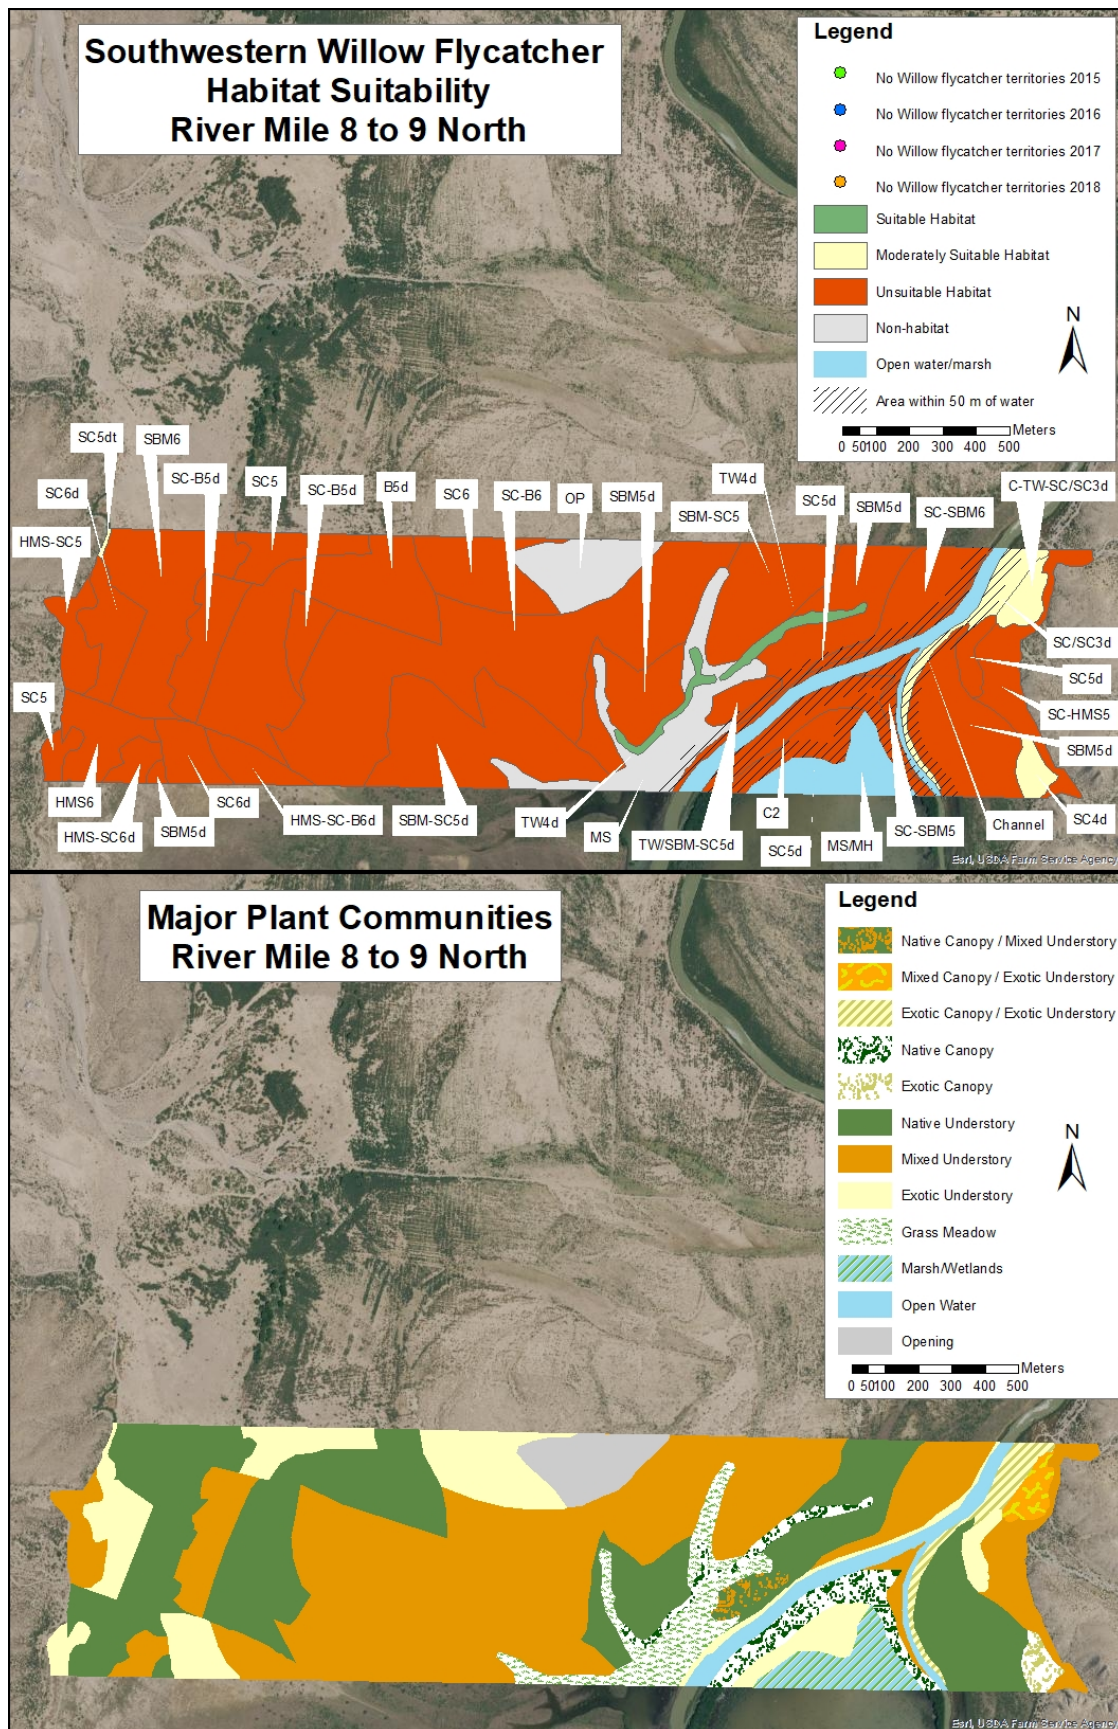 Southwestern Willow Flycatcher
Habitat Suitability
River Mile 8 to 9 North
Legend
No Willow flycatcher territories 2015
No Willow flycatcher territories 2016
No Willow flycatcher territories 2017
No Willow flycatcher territories 2018
Suitable Habitat
Moderately Suitable Habitat
Unsuitable Habitat
Non-habitat
Open water/marsh
Area within 50 m of water
N
Meters
0 50100 200 300 400 500
SC5dt
SBM6
SC6d
SC-B5d
SC5
SC-B5d
B5d
SC6
SC-B6
OP
SBM5d
TW4d
SBM-SC5
SC5d
SBM5d
SC-SBM6
C-TW-SC/SC3d
HMS-SC5
SC/SC3d
SC5d
SC-HMS5
SBM5d
SC5
HMS6
HMS-SC6d
SBM5d
SC6d
HMS-SC-B6d
SBM-SC5d
TW4d
MS
TW/SBM-SC5d
C2
SC5d
MS/MH
SC-SBM5
Channel
SC4d
Esri, USDA Farm Service Agency
Major Plant Communities
River Mile 8 to 9 North
Legend
Native Canopy / Mixed Understory
Mixed Canopy / Exotic Understory
Exotic Canopy / Exotic Understory
Native Canopy
Exotic Canopy
Native Understory
Mixed Understory
Exotic Understory
Grass Meadow
Marsh/Wetlands
Open Water
Opening
N
Meters
0 50100 200 300 400 500
Esri, USDA Farm Service Agency